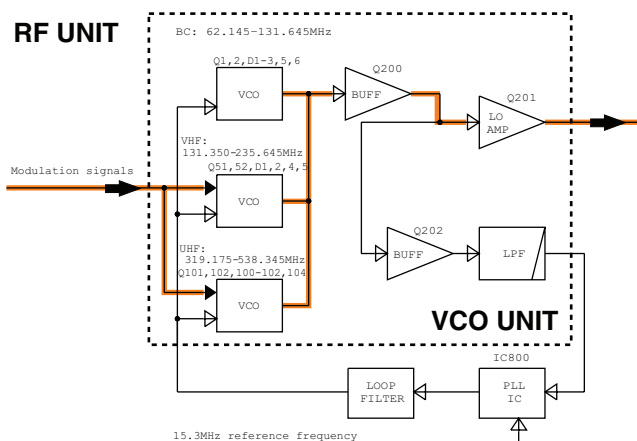 RF UNIT
BC: 62.145–131.645MHz
Q1,2,D1–3,5,6
VCO
Q200
BUFF
Q201
LO
AMP
Modulation signals
VHF:
131.350–235.645MHz
Q51,52,D1,2,4,5
VCO
Q202
BUFF
LPF
UHF:
319.175–538.345MHz
Q101,102,100–102,104
VCO
VCO UNIT
IC800
LOOP
FILTER
PLL
IC
15.3MHz reference frequency